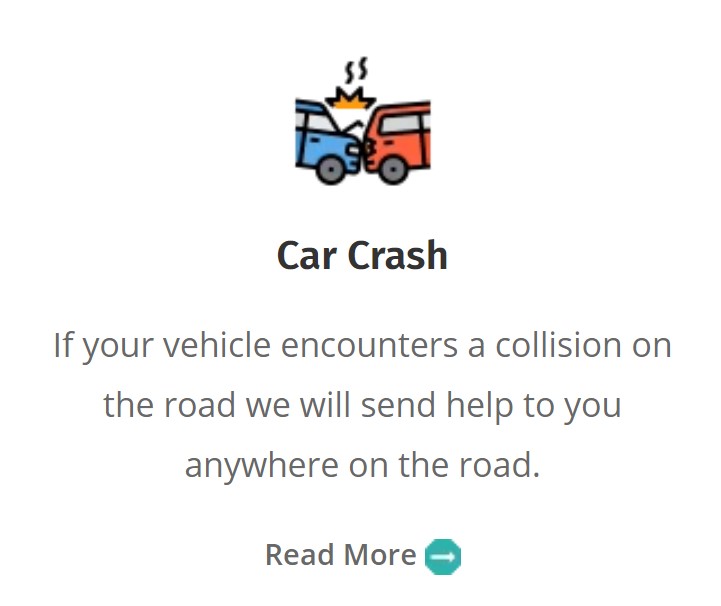 Car Crash
If your vehicle encounters a collision on
the road we will send help to you
anywhere on the road.
Read More